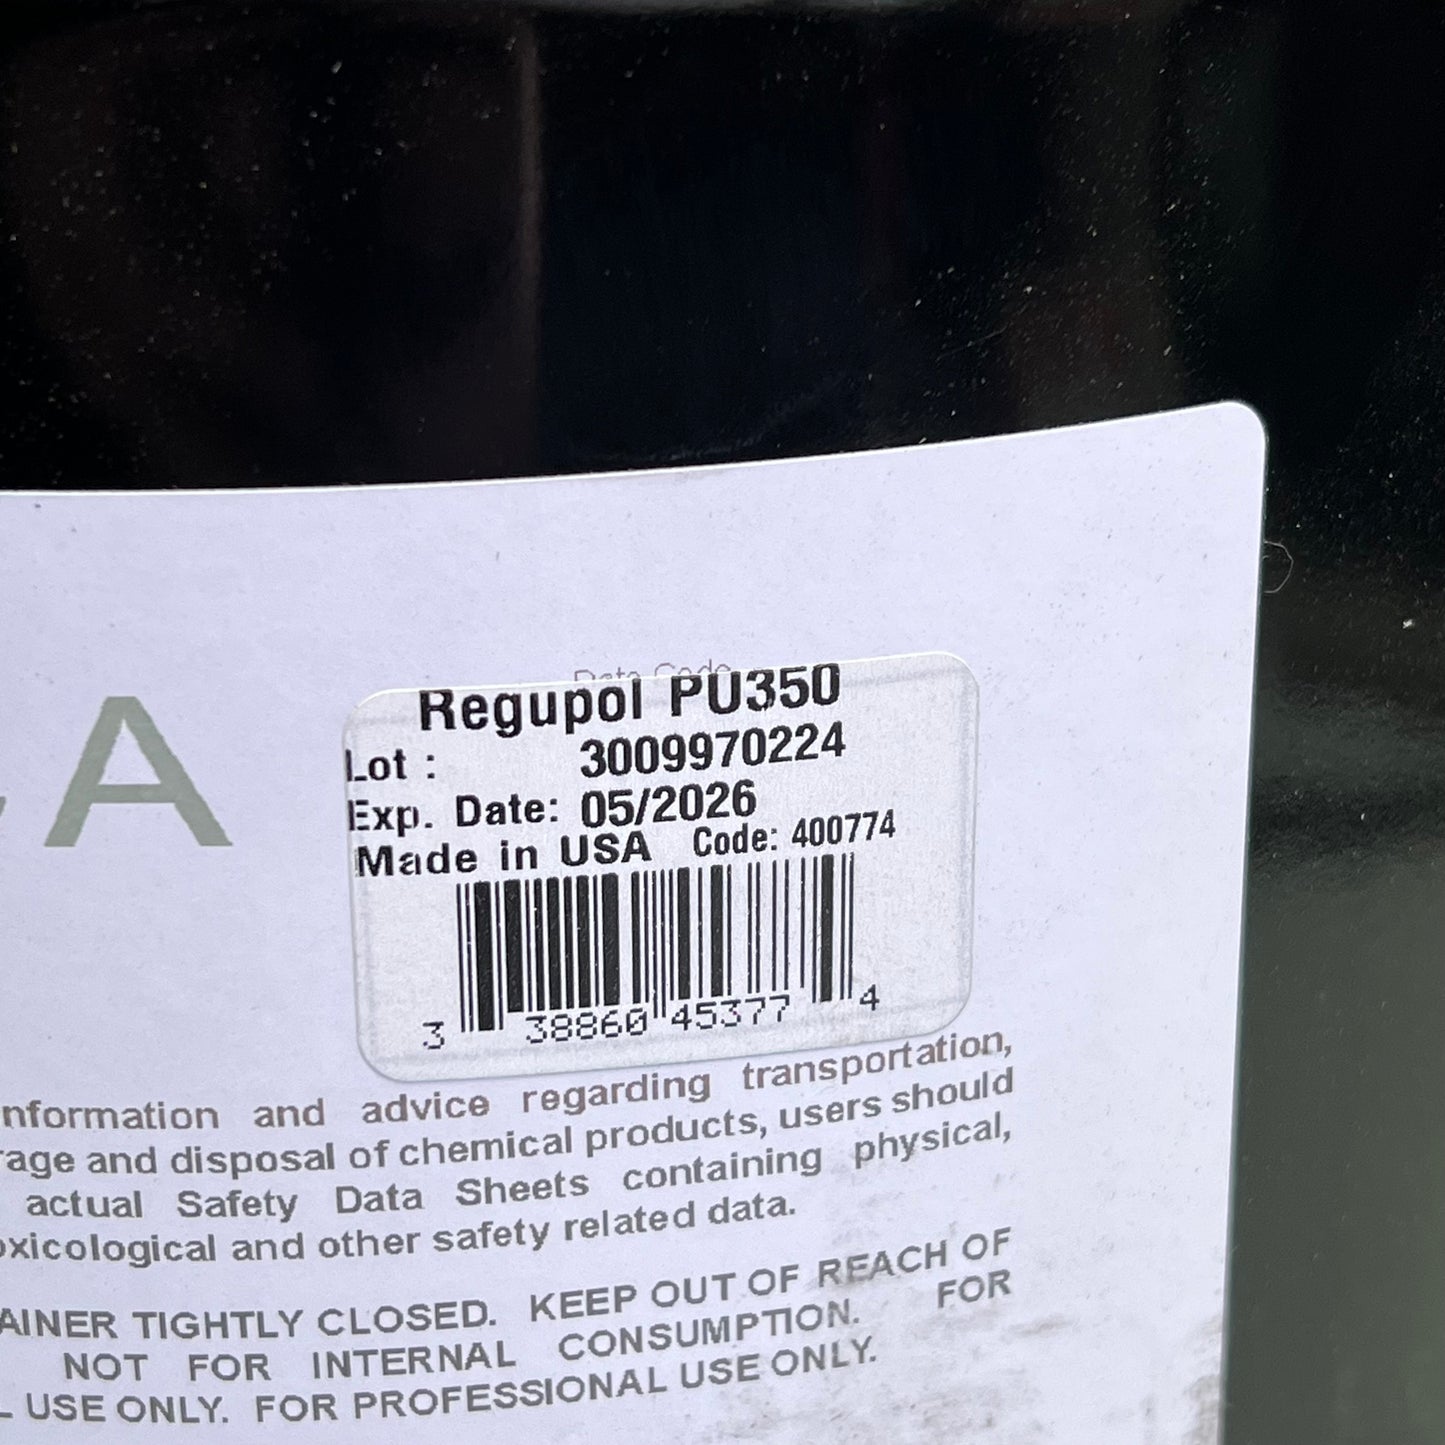 Date Code
Regupol PU350
Lot : 3009970224
Exp. Date: 05/2026
Made in USA Code: 400774
3 38860 45377 4
A
nformation and advice regarding transportation,
rage and disposal of chemical products, users should
actual Safety Data Sheets containing physical,
oxicological and other safety related data.
AINER TIGHTLY CLOSED. KEEP OUT OF REACH OF
NOT FOR INTERNAL CONSUMPTION. FOR
L USE ONLY. FOR PROFESSIONAL USE ONLY.